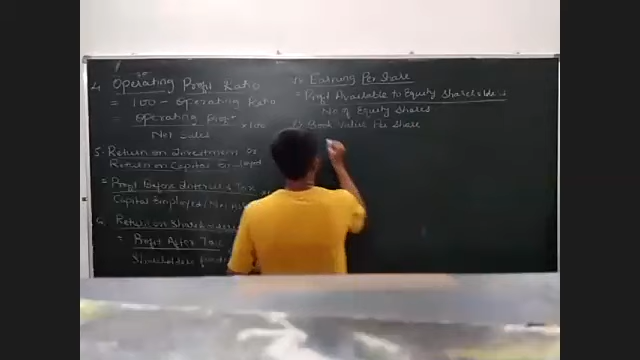 4 Operating Profit Ratio
= 100 - Operating Ratio
= Operating Profit ×100
Net Sales
5. Return on Investment or
Return on Capital
= Profit Before Interest & Tax
Capital Employed/Net
6. Return on Shareholders
= Profit After Tax
Shareholders funds
Earning Per Share
= Profit Available to Equity Shareholders
No of Equity Shares
8) Book Value Per Share